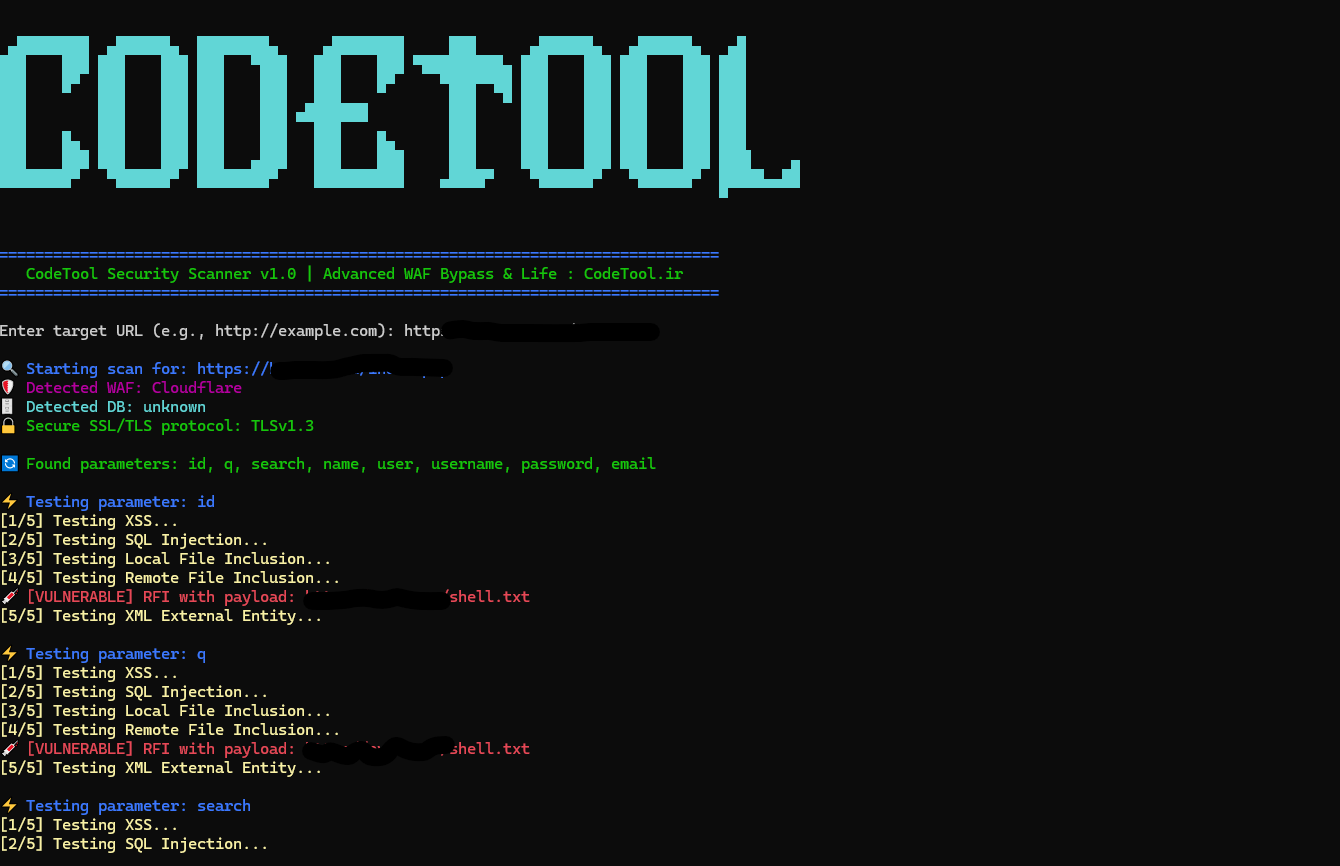 CODETOOL
================================================================================
CodeTool Security Scanner v1.0 | Advanced WAF Bypass & Life : CodeTool.ir
================================================================================
Enter target URL (e.g., http://example.com): http
🔍 Starting scan for: https://
🛡️ Detected WAF: Cloudflare
Detected DB: unknown
🔒 Secure SSL/TLS protocol: TLSv1.3
🔄 Found parameters: id, q, search, name, user, username, password, email
⚡ Testing parameter: id
[1/5] Testing XSS...
[2/5] Testing SQL Injection...
[3/5] Testing Local File Inclusion...
[4/5] Testing Remote File Inclusion...
💉 [VULNERABLE] RFI with payload: /shell.txt
[5/5] Testing XML External Entity...
⚡ Testing parameter: q
[1/5] Testing XSS...
[2/5] Testing SQL Injection...
[3/5] Testing Local File Inclusion...
[4/5] Testing Remote File Inclusion...
💉 [VULNERABLE] RFI with payload: shell.txt
[5/5] Testing XML External Entity...
⚡ Testing parameter: search
[1/5] Testing XSS...
[2/5] Testing SQL Injection...